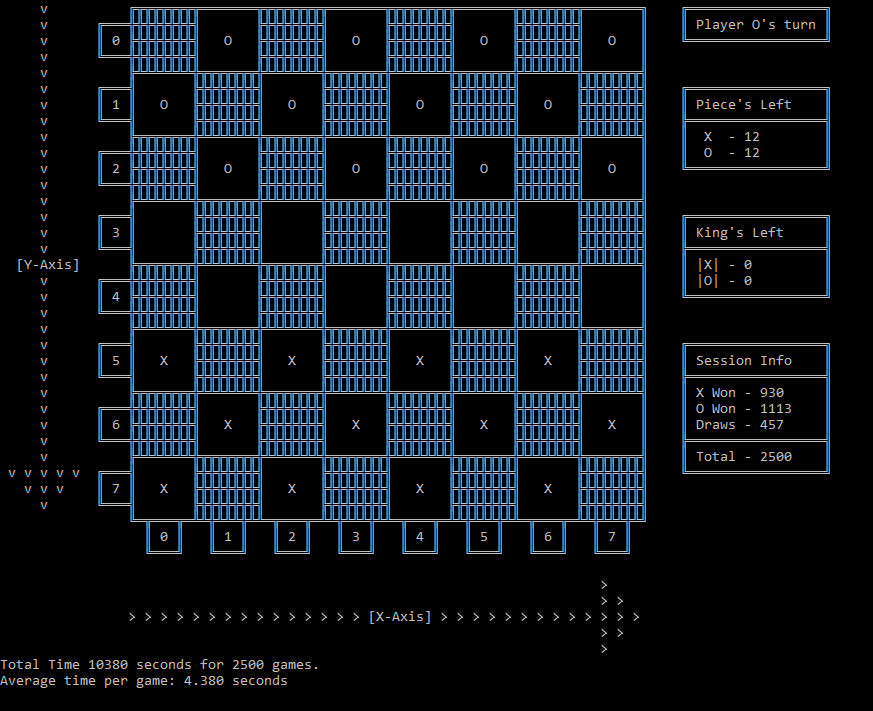 Player O's turn
0 O O O O
1 O O O O
Piece's Left
X - 12
O - 12
2 O O O O
3
King's Left
[Y-Axis]
|X| - 0
|O| - 0
4
5 X X X X
Session Info
X Won - 930
O Won - 1113
Draws - 457
6 X X X X
Total - 2500
v v v v v
v v v
v
7 X X X X
0 1 2 3 4 5 6 7
>
> >
> > > > > > > > > > > > > > > [X-Axis] > > > > > > > > > > > > >
> >
>
Total Time 10380 seconds for 2500 games.
Average time per game: 4.380 seconds